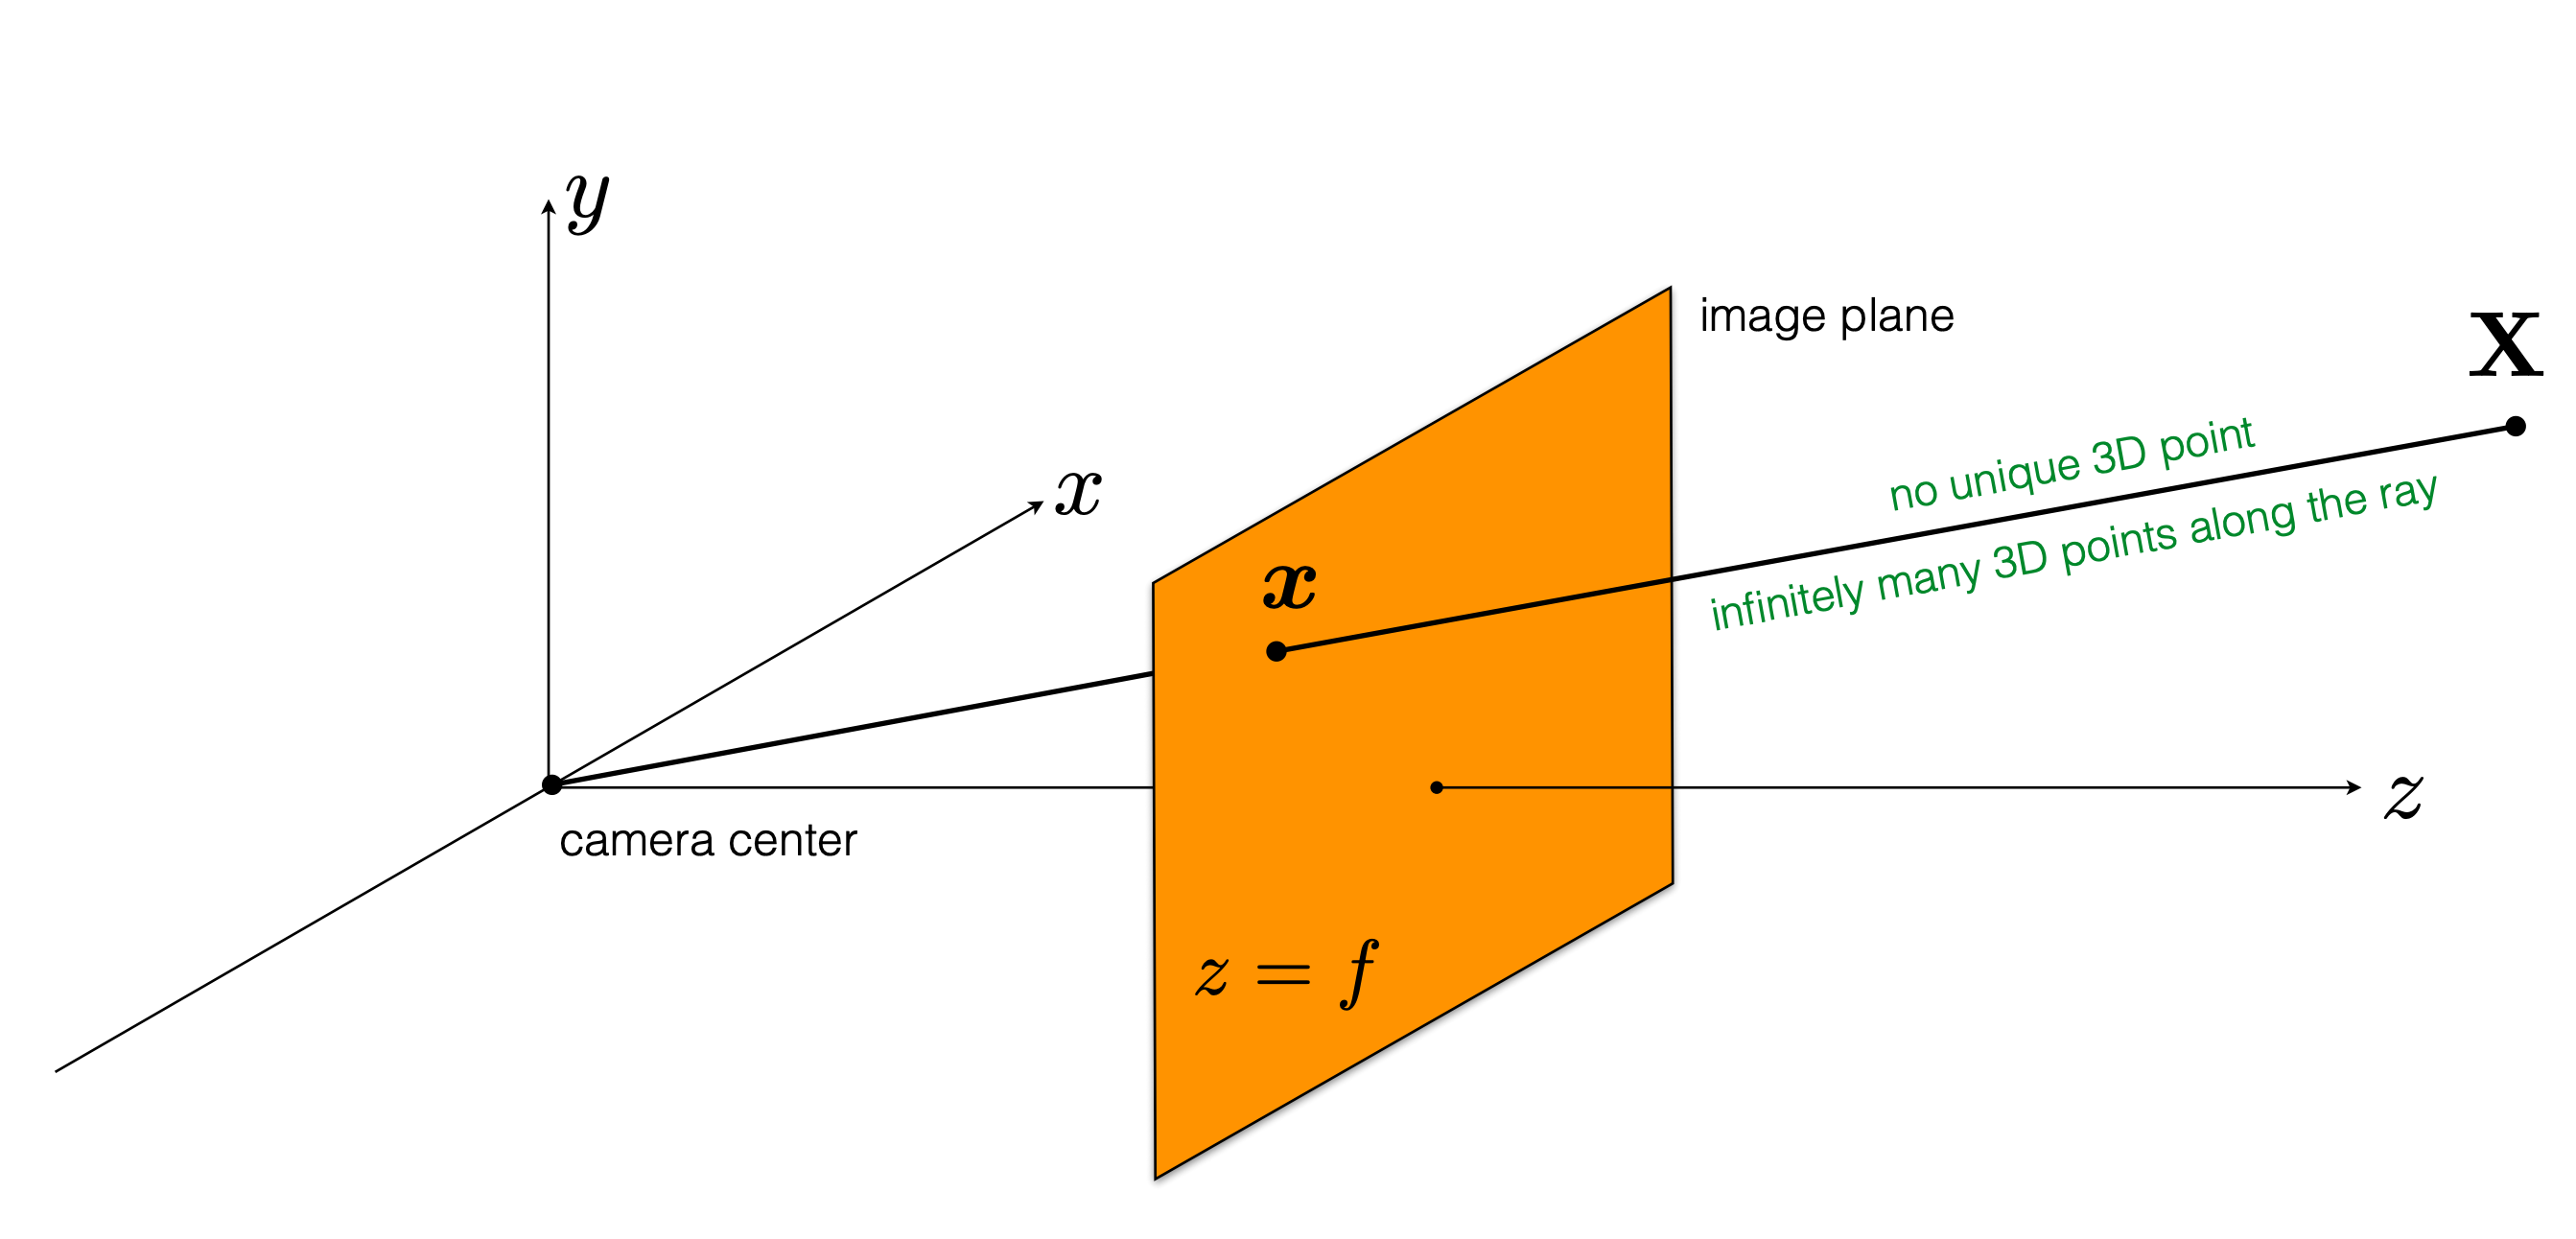 y
image plane
X
no unique 3D point
x
infinitely many 3D points along the ray
x
z
camera center
z = f